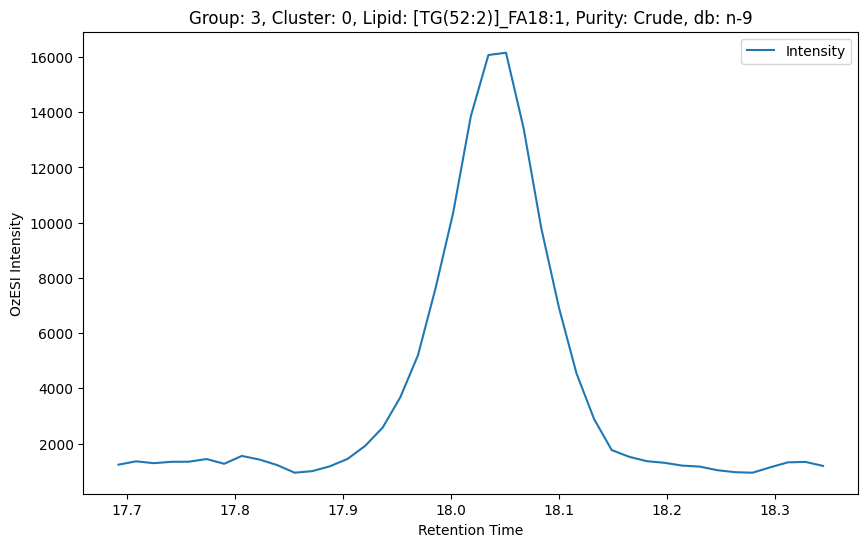 Group: 3, Cluster: 0, Lipid: [TG(52:2)]_FA18:1, Purity: Crude, db: n-9
Intensity
16000
14000
12000
10000
8000
6000
4000
2000
OzESI Intensity
17.7 17.8 17.9 18.0 18.1 18.2 18.3
Retention Time